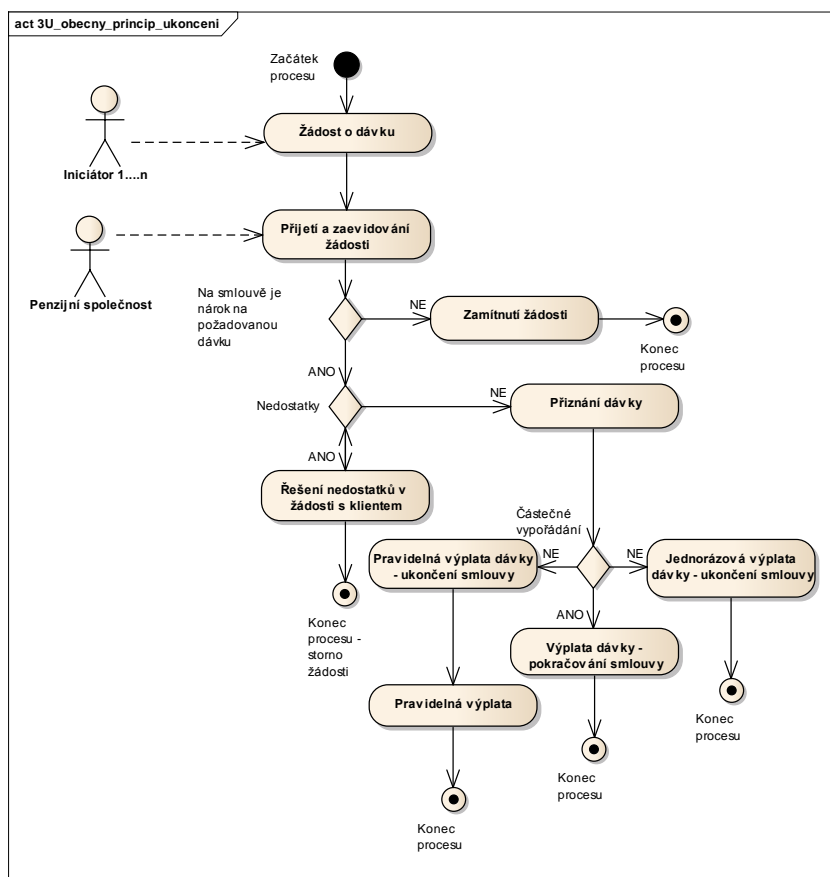 act 3U_obecny_princip_ukonceni
Začátek
procesu
Žádost o dávku
Iniciátor 1....n
Přijetí a zaevidování
žádosti
Penzijní společnost
Na smlouvě je
nárok na
požadovanou
dávku
NE
Zamítnutí žádosti
Konec
procesu
ANO
Nedostatky
NE
Přiznání dávky
ANO
Řešení nedostatků v
žádosti s klientem
Částečné
vypořádání
Pravidelná výplata dávky
- ukončení smlouvy
NE
NE
Jednorázová výplata
dávky - ukončení smlouvy
Konec
procesu -
storno
žádosti
ANO
Výplata dávky -
pokračování smlouvy
Pravidelná výplata
Konec
procesu
Konec
procesu
Konec
procesu